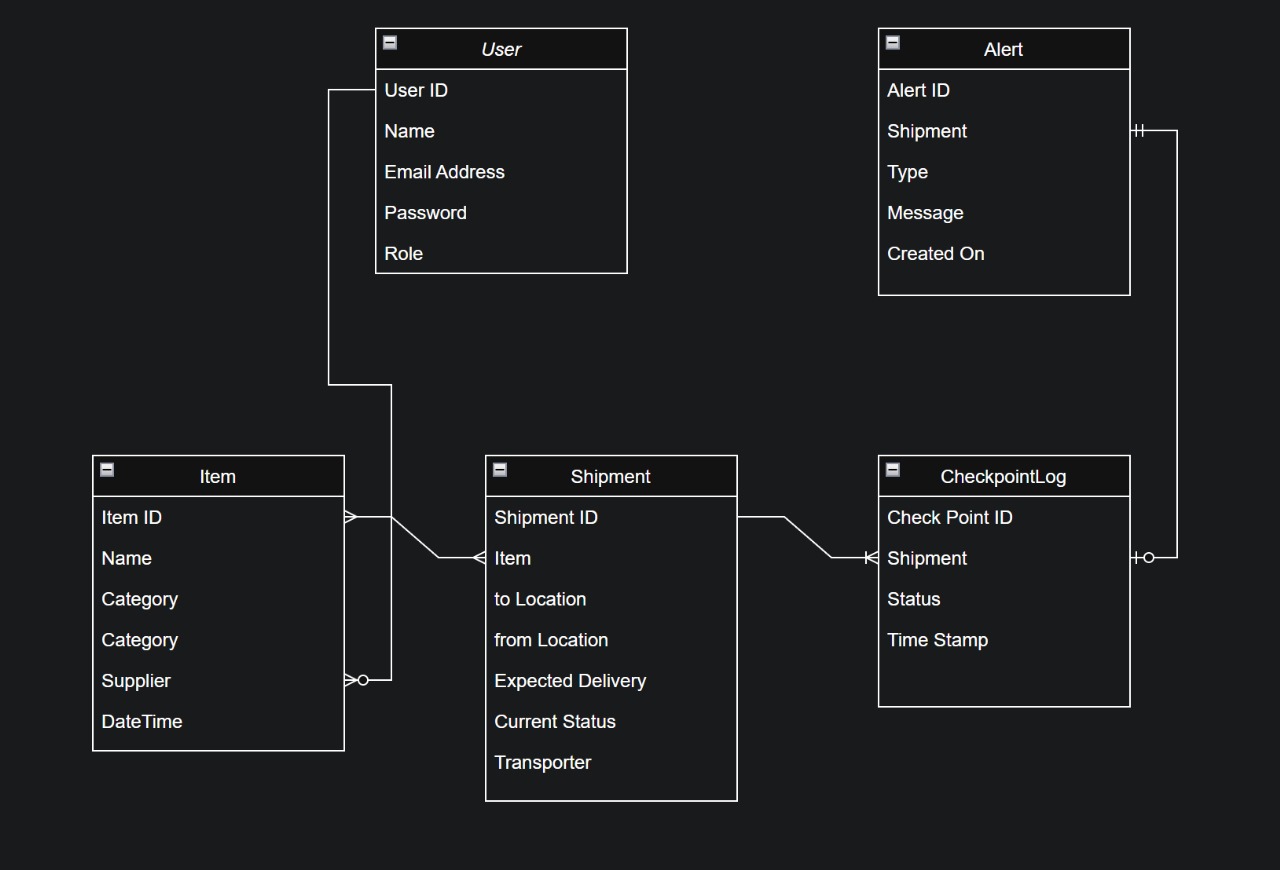 User
User ID
Name
Email Address
Password
Role
Alert
Alert ID
Shipment
Type
Message
Created On
Item
Item ID
Name
Category
Category
Supplier
DateTime
Shipment
Shipment ID
Item
to Location
from Location
Expected Delivery
Current Status
Transporter
CheckpointLog
Check Point ID
Shipment
Status
Time Stamp